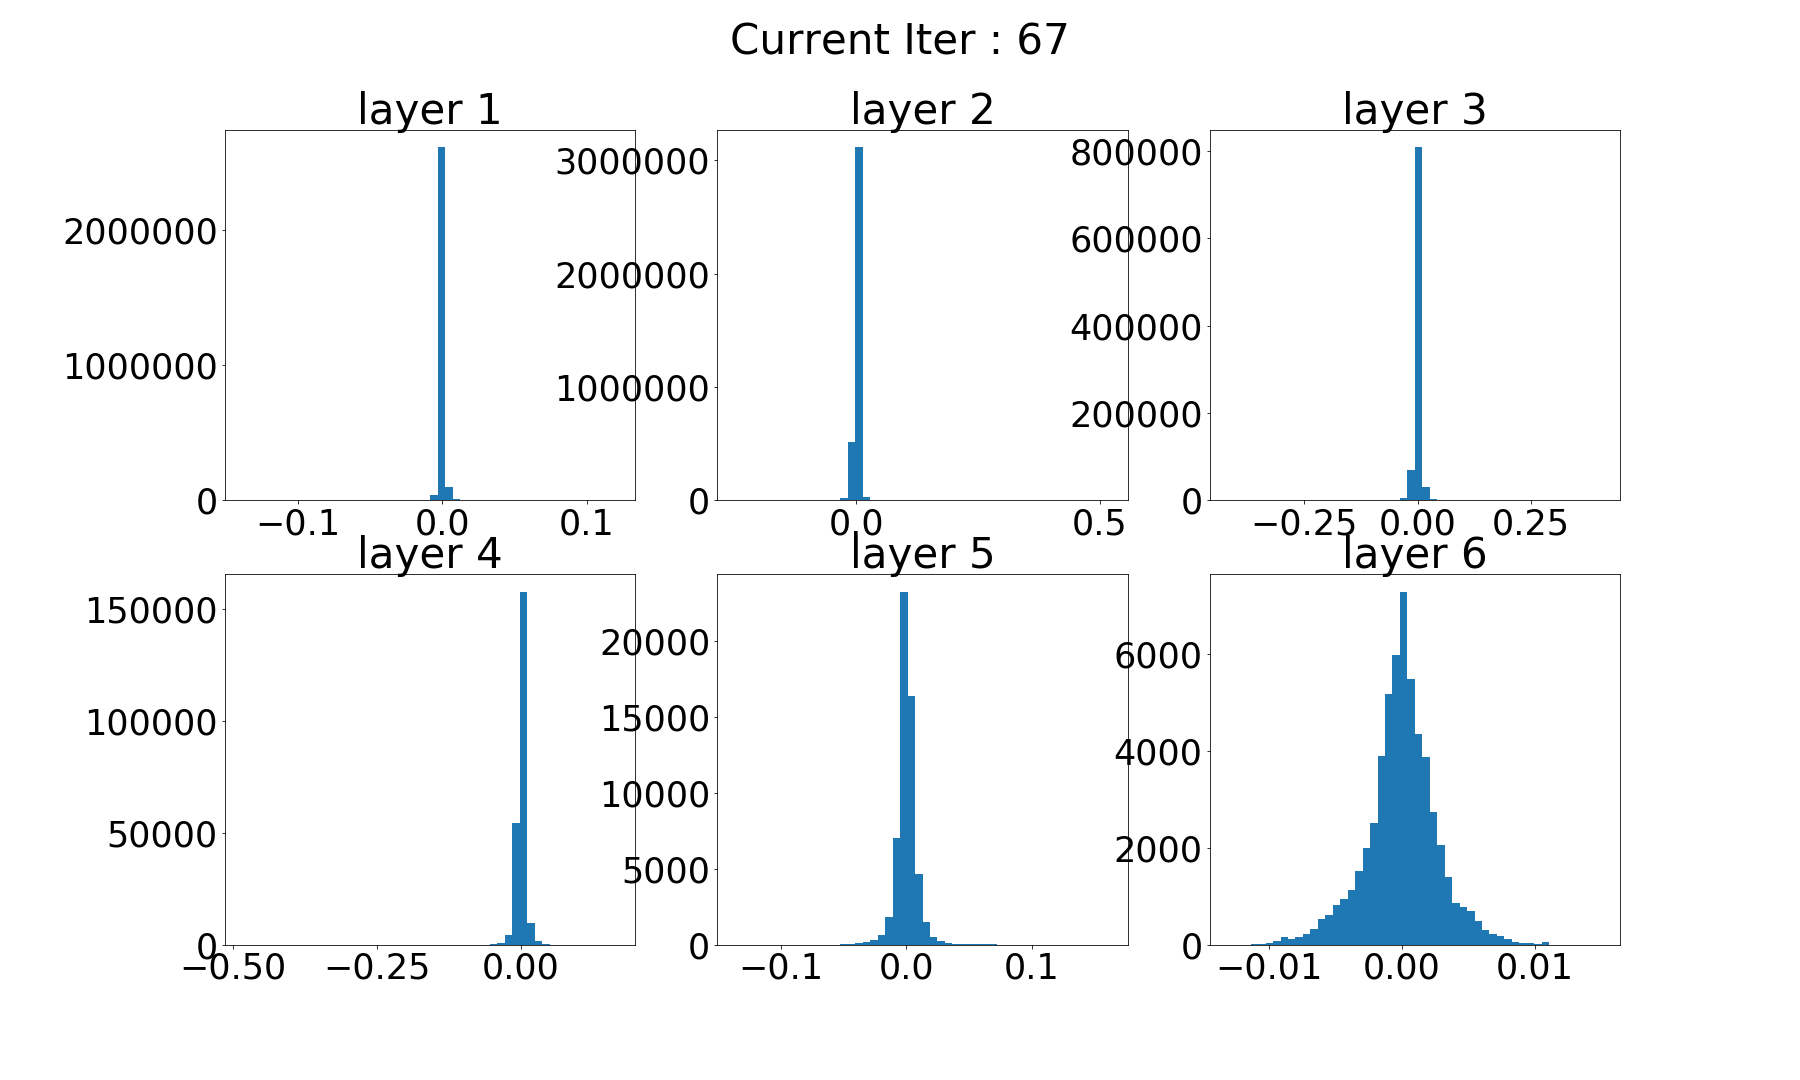 Current Iter : 67
layer 1
2000000
1000000
0
−0.1 0.0 0.1
layer 2
3000000
2000000
1000000
0
0.0 0.5
layer 3
800000
600000
400000
200000
0
−0.25 0.00 0.25
layer 4
150000
100000
50000
0
−0.50 −0.25 0.00
layer 5
20000
15000
10000
5000
0
−0.1 0.0 0.1
layer 6
6000
4000
2000
0
−0.01 0.00 0.01